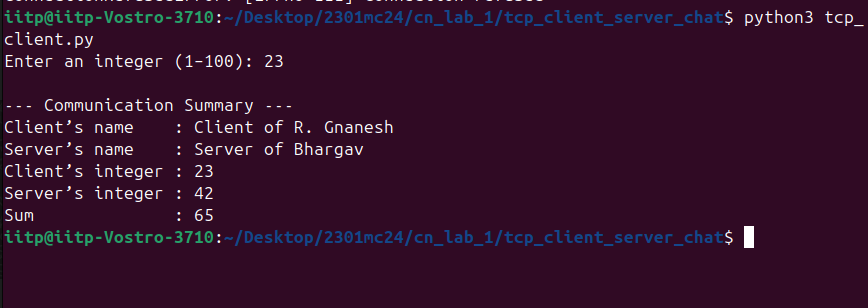 iitp@iitp-Vostro-3710:~/Desktop/2301mc24/cn_lab_1/tcp_client_server_chat$ python3 tcp_
client.py
Enter an integer (1–100): 23
--- Communication Summary ---
Client’s name    : Client of R. Gnanesh
Server’s name    : Server of Bhargav
Client’s integer : 23
Server’s integer : 42
Sum              : 65
iitp@iitp-Vostro-3710:~/Desktop/2301mc24/cn_lab_1/tcp_client_server_chat$